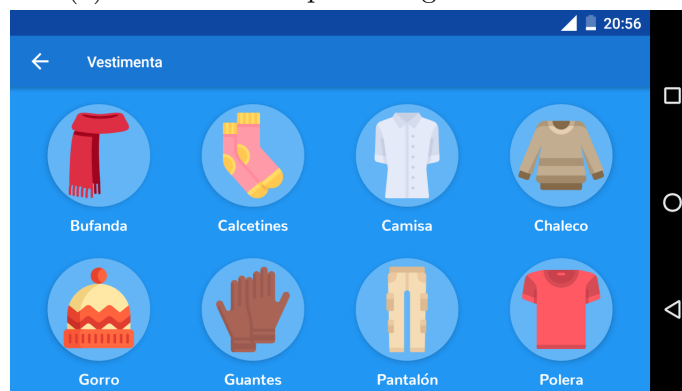 20:56
Vestimenta
Bufanda Calcetines Camisa Chaleco
Gorro Guantes Pantalón Polera